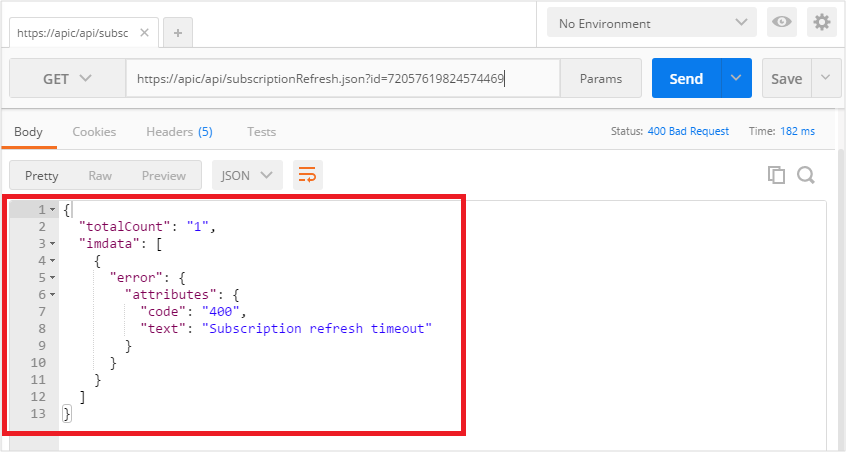 https://apic/api/subsc
No Environment
GET https://apic/api/subscriptionRefresh.json?id=72057619824574469 Params Send Save
Body Cookies Headers (5) Tests Status: 400 Bad Request Time: 182 ms
Pretty Raw Preview JSON
1 {
2 "totalCount": "1",
3 "imdata": [
4 {
5 "error": {
6 "attributes": {
7 "code": "400",
8 "text": "Subscription refresh timeout"
9 }
10 }
11 }
12 ]
13 }